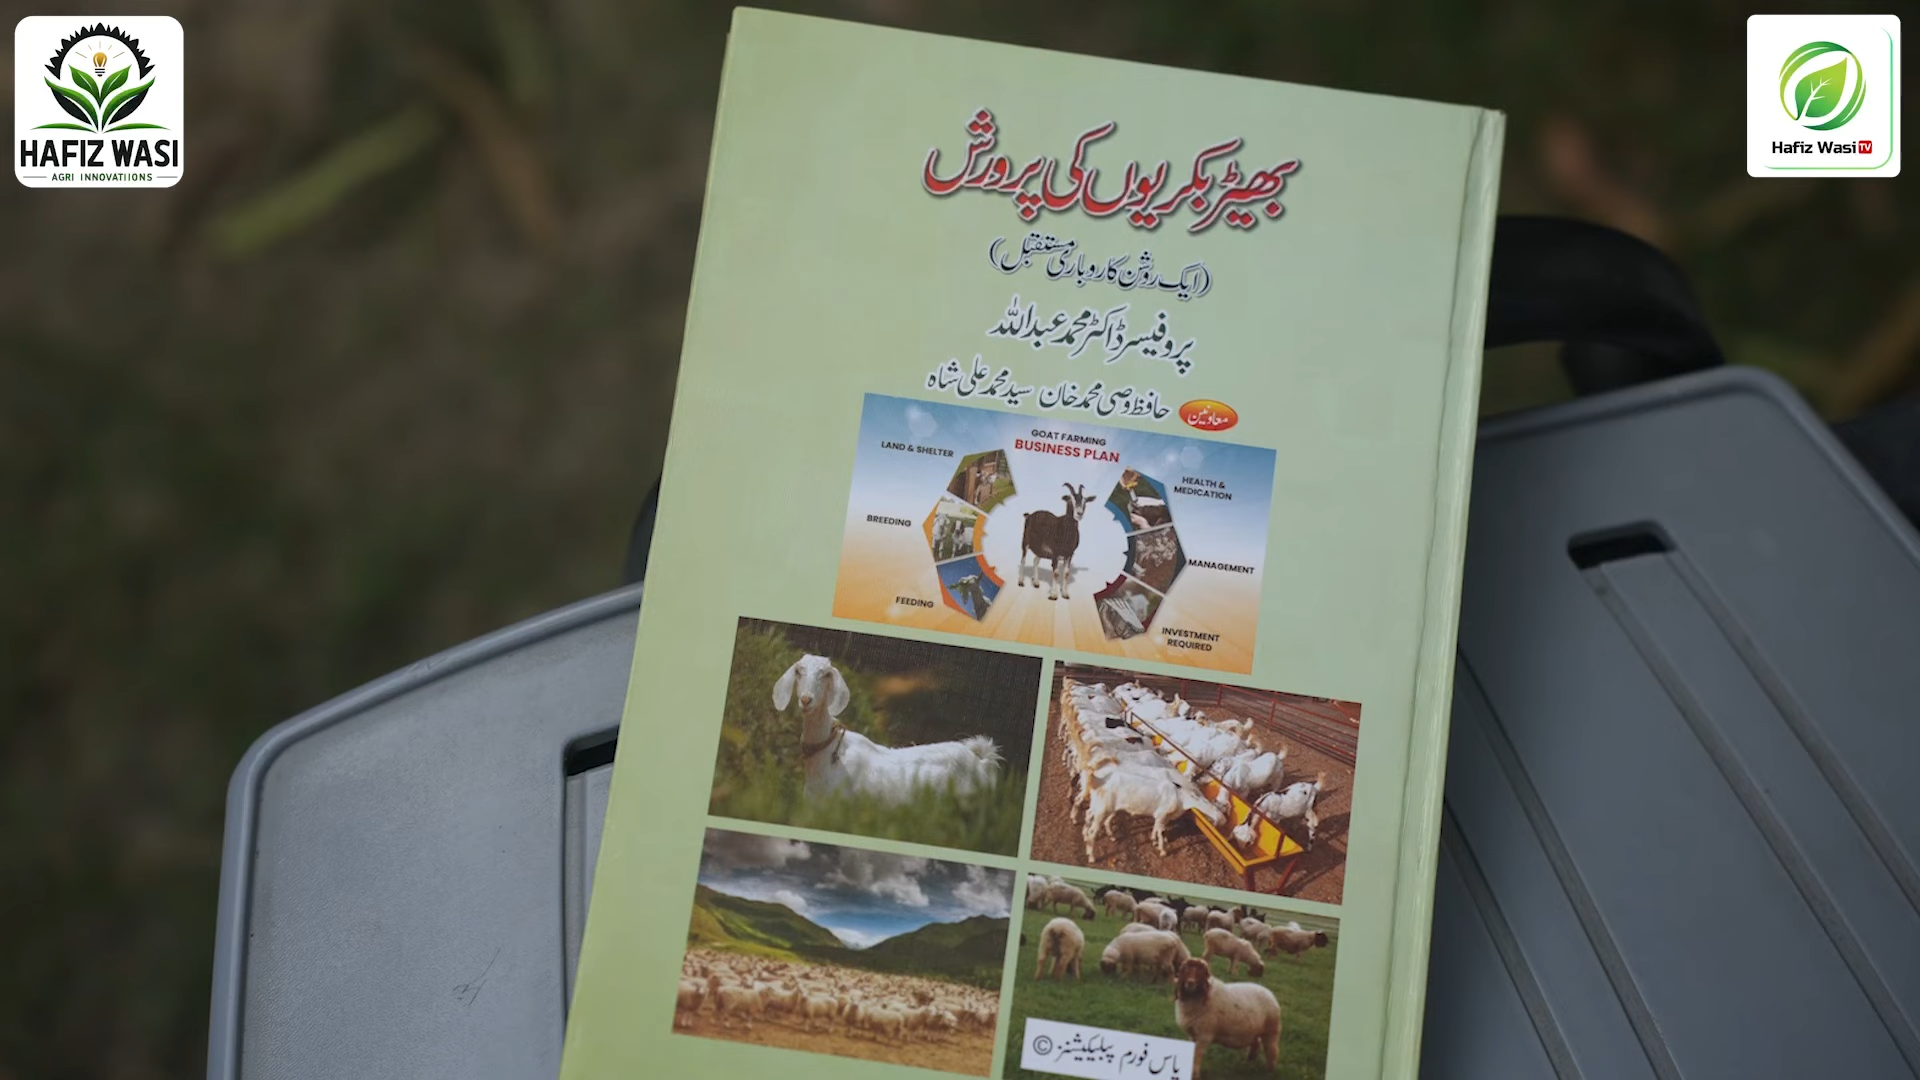 HAFIZ WASI
AGRI INNOVATIIONS
Hafiz Wasi TV
بھیڑ بکریوں کی پرورش
(ایک روشن کاروباری مستقبل)
پروفیسر ڈاکٹر محمد عبداللہ
معاونین حافظ وصی محمد خان سید محمد علی شاہ
GOAT FARMING
BUSINESS PLAN
LAND & SHELTER
BREEDING
FEEDING
HEALTH &
MEDICATION
MANAGEMENT
INVESTMENT
REQUIRED
یاس فورم پبلیکیشنز ©